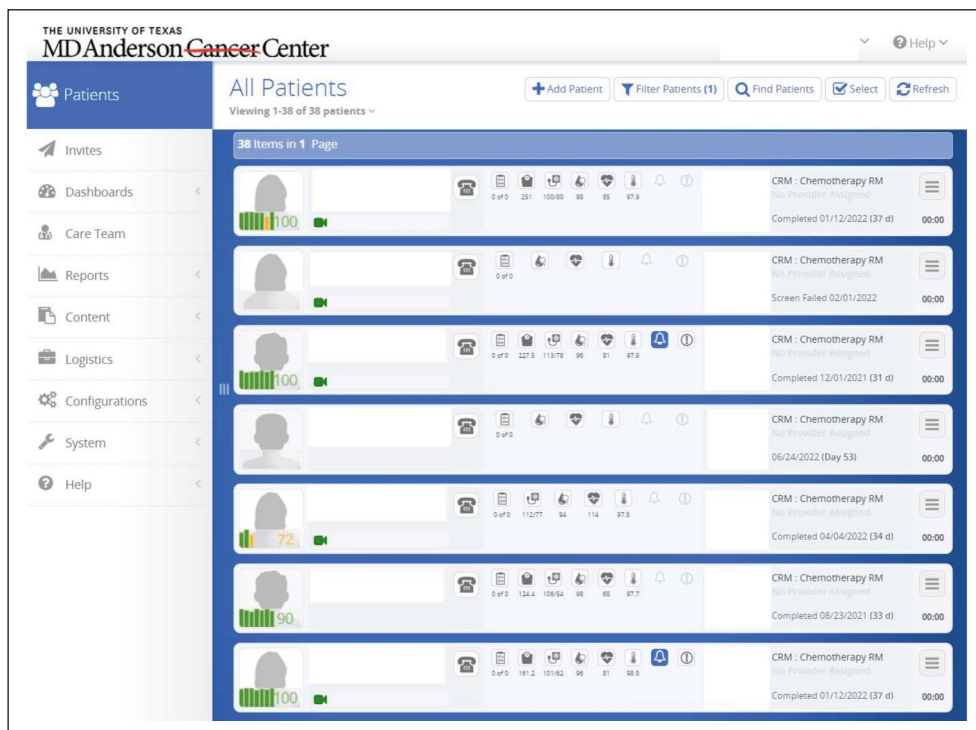 THE UNIVERSITY OF TEXAS
MD Anderson Cancer Center
Help
Patients
All Patients
Viewing 1-38 of 38 patients
Add Patient
Filter Patients (1)
Find Patients
Select
Refresh
Invites
Dashboards
Care Team
Reports
Content
Logistics
Configurations
System
Help
38 Items in 1 Page
100
0 of 0 251 100/60 98 85 97.9
CRM : Chemotherapy RM
No Provider Assigned
Completed 01/12/2022 (37 d) 00:00
0 of 0
CRM : Chemotherapy RM
No Provider Assigned
Screen Failed 02/01/2022 00:00
100
0 of 0 227.5 113/78 96 81 97.9
CRM : Chemotherapy RM
No Provider Assigned
Completed 12/01/2021 (31 d) 00:00
0 of 0
CRM : Chemotherapy RM
No Provider Assigned
06/24/2022 (Day 53) 00:00
72
0 of 0 112/77 94 114 97.8
CRM : Chemotherapy RM
No Provider Assigned
Completed 04/04/2022 (34 d) 00:00
90
0 of 0 124.4 106/54 98 68 97.7
CRM : Chemotherapy RM
No Provider Assigned
Completed 08/23/2021 (33 d) 00:00
100
0 of 0 161.2 101/62 96 81 98.8
CRM : Chemotherapy RM
No Provider Assigned
Completed 01/12/2022 (37 d) 00:00